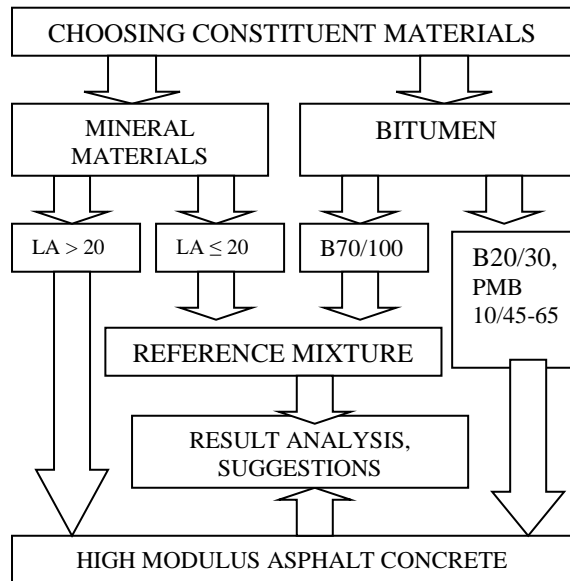 CHOOSING CONSTITUENT MATERIALS
MINERAL
MATERIALS
BITUMEN
LA > 20
LA ≤ 20
B70/100
B20/30,
PMB
10/45-65
REFERENCE MIXTURE
RESULT ANALYSIS,
SUGGESTIONS
HIGH MODULUS ASPHALT CONCRETE